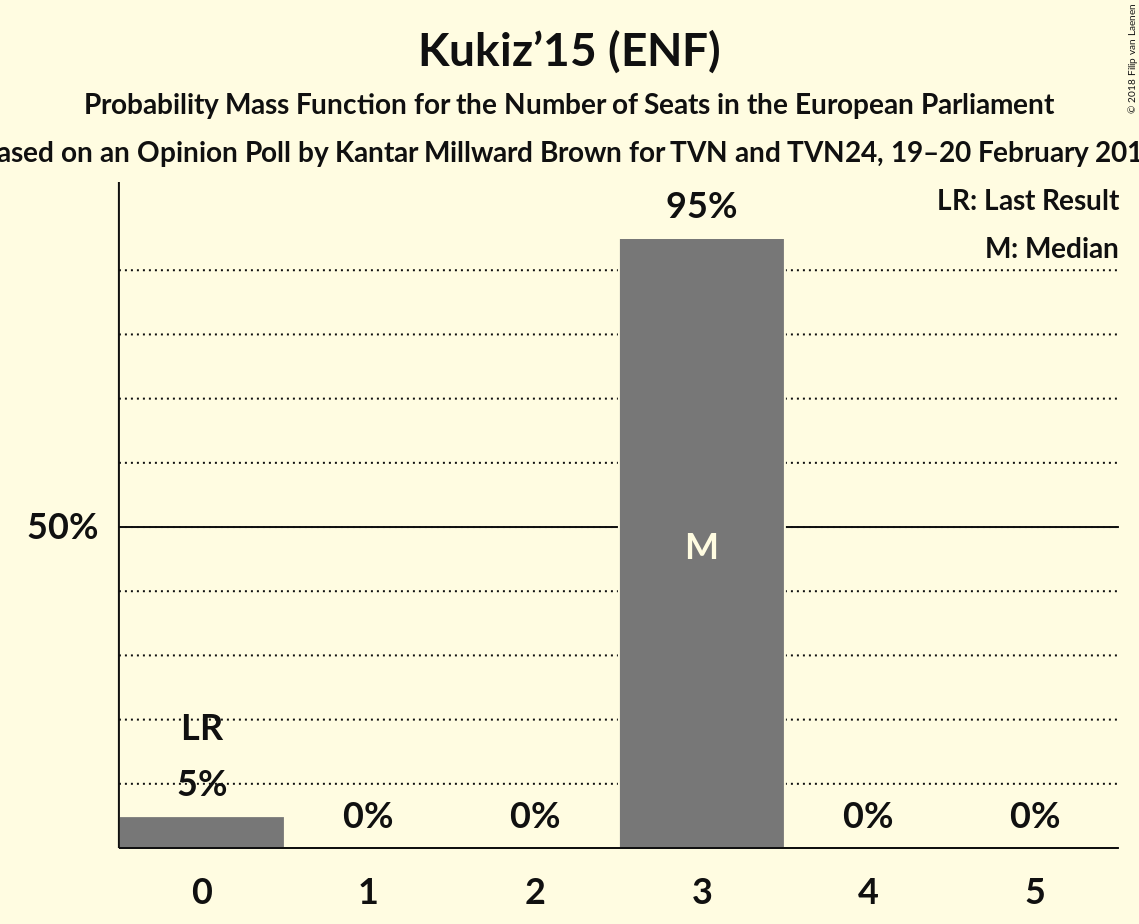 Kukiz’15 (ENF)
Probability Mass Function for the Number of Seats in the European Parliament
ased on an Opinion Poll by Kantar Millward Brown for TVN and TVN24, 19–20 February 201
© 2018 Filip van Laenen
LR: Last Result
M: Median
95%
50%
M
LR
5%
0%
0%
0%
0%
0 1 2 3 4 5